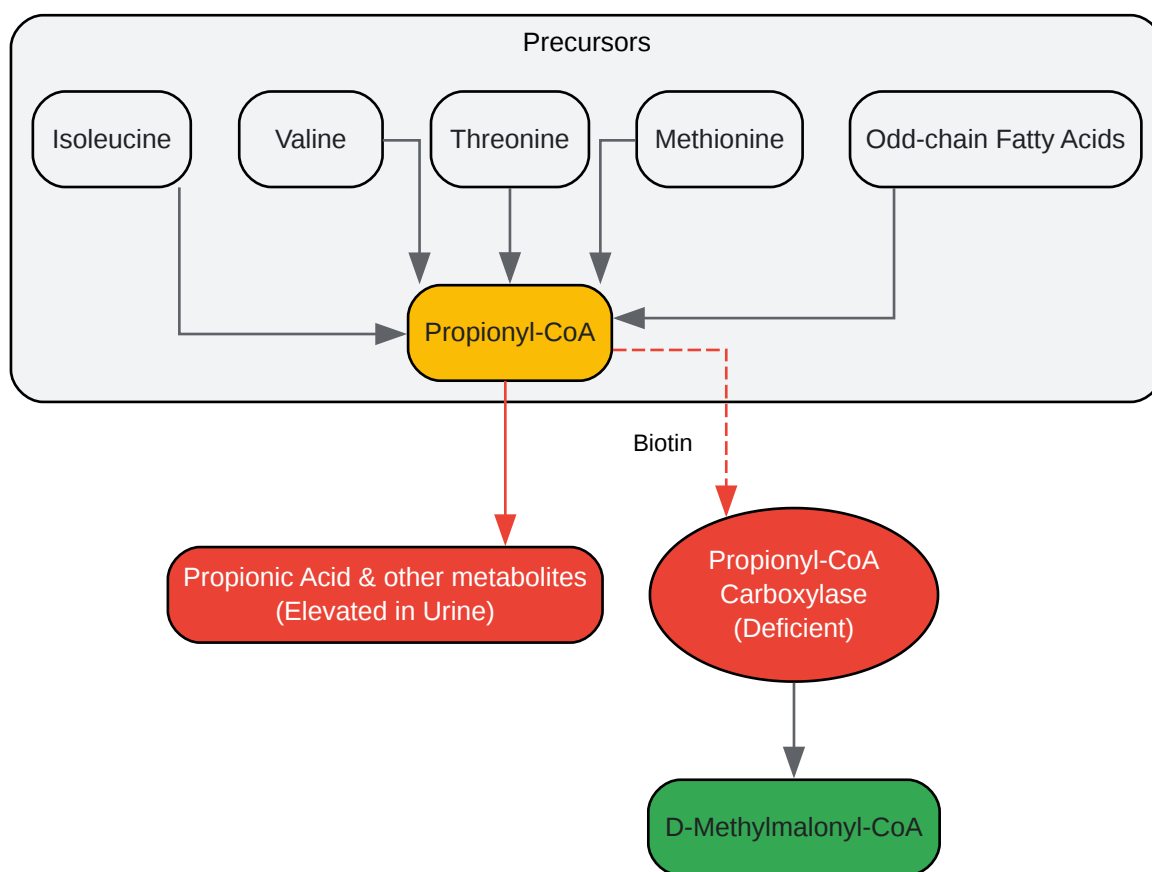 Precursors
Isoleucine
Valine
Threonine
Methionine
Odd-chain Fatty Acids
Propionyl-CoA
Biotin
Propionic Acid & other metabolites
(Elevated in Urine)
Propionyl-CoA
Carboxylase
(Deficient)
D-Methylmalonyl-CoA